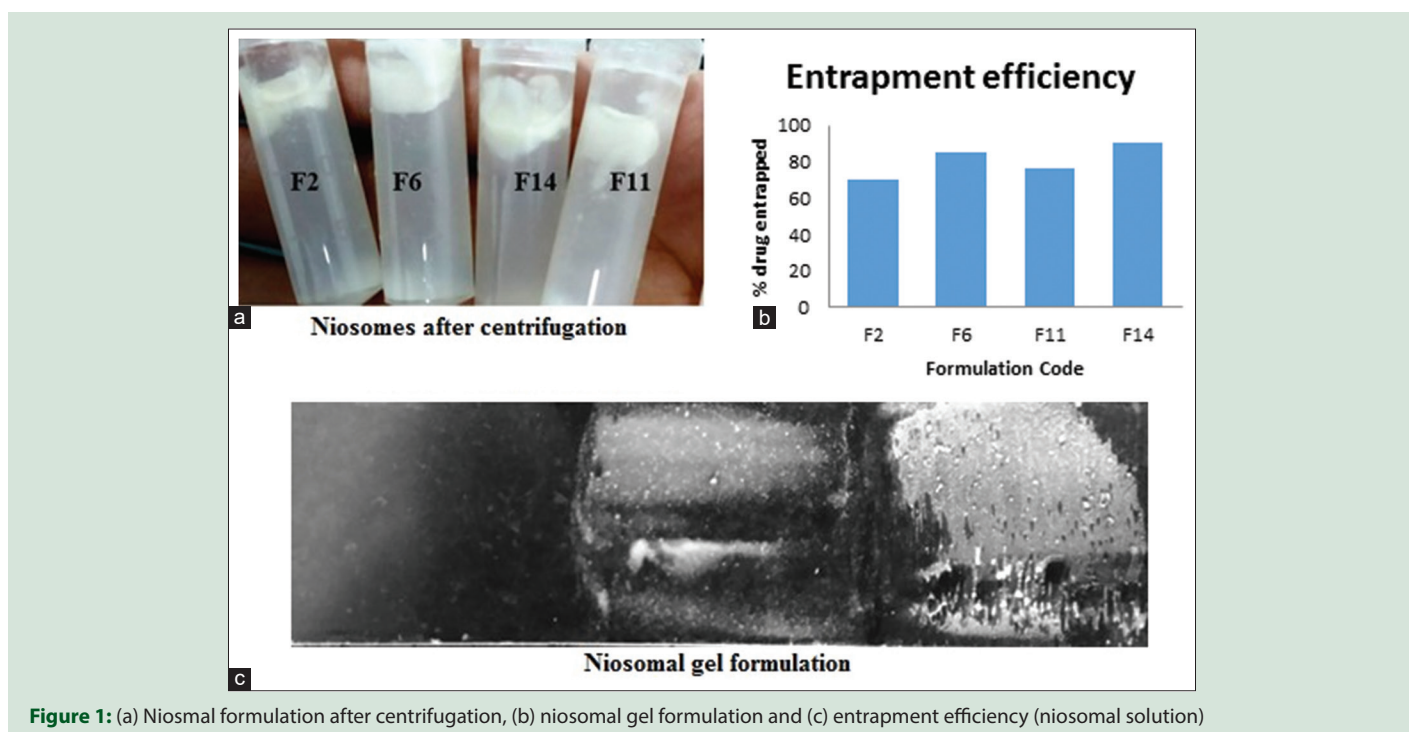 F2 F6 F14 F11
a
Niosomes after centrifugation
Entrapment efficiency
% drug entrapped
100
80
60
40
20
0
F2 F6 F11 F14
Formulation Code
b
Niosomal gel formulation
c
Figure 1: (a) Niosmal formulation after centrifugation, (b) niosomal gel formulation and (c) entrapment efficiency (niosomal solution)